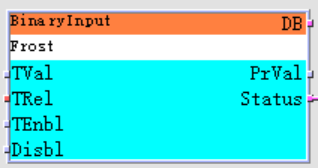 BinaryInput DB
Frost
TVal PrVal
TRel Status
TEnbl
Disbl